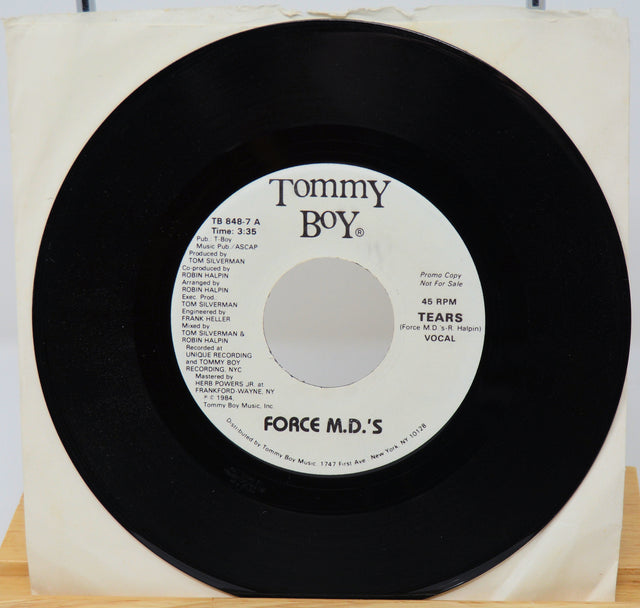 Tommy
Boy®
TB 848-7 A
Time: 3:35
Pub.: T-Boy
Music Pub./ASCAP
Produced by
TOM SILVERMAN
Co-produced by
ROBIN HALPIN
Arranged by
ROBIN HALPIN
Exec. Prod.
TOM SILVERMAN
Engineered by
FRANK HELLER
Mixed by
TOM SILVERMAN &
ROBIN HALPIN
Recorded at
UNIQUE RECORDING
and TOMMY BOY
RECORDING, NYC
Mastered by
HERB POWERS JR. at
FRANKFORD-WAYNE, NY
℗ © 1984,
Tommy Boy Music, Inc.
Promo Copy
Not For Sale
45 RPM
TEARS
(Force M.D.'s-R. Halpin)
VOCAL
FORCE M.D.'S
Distributed by Tommy Boy Music. 1747 First Ave. New York, NY 10128